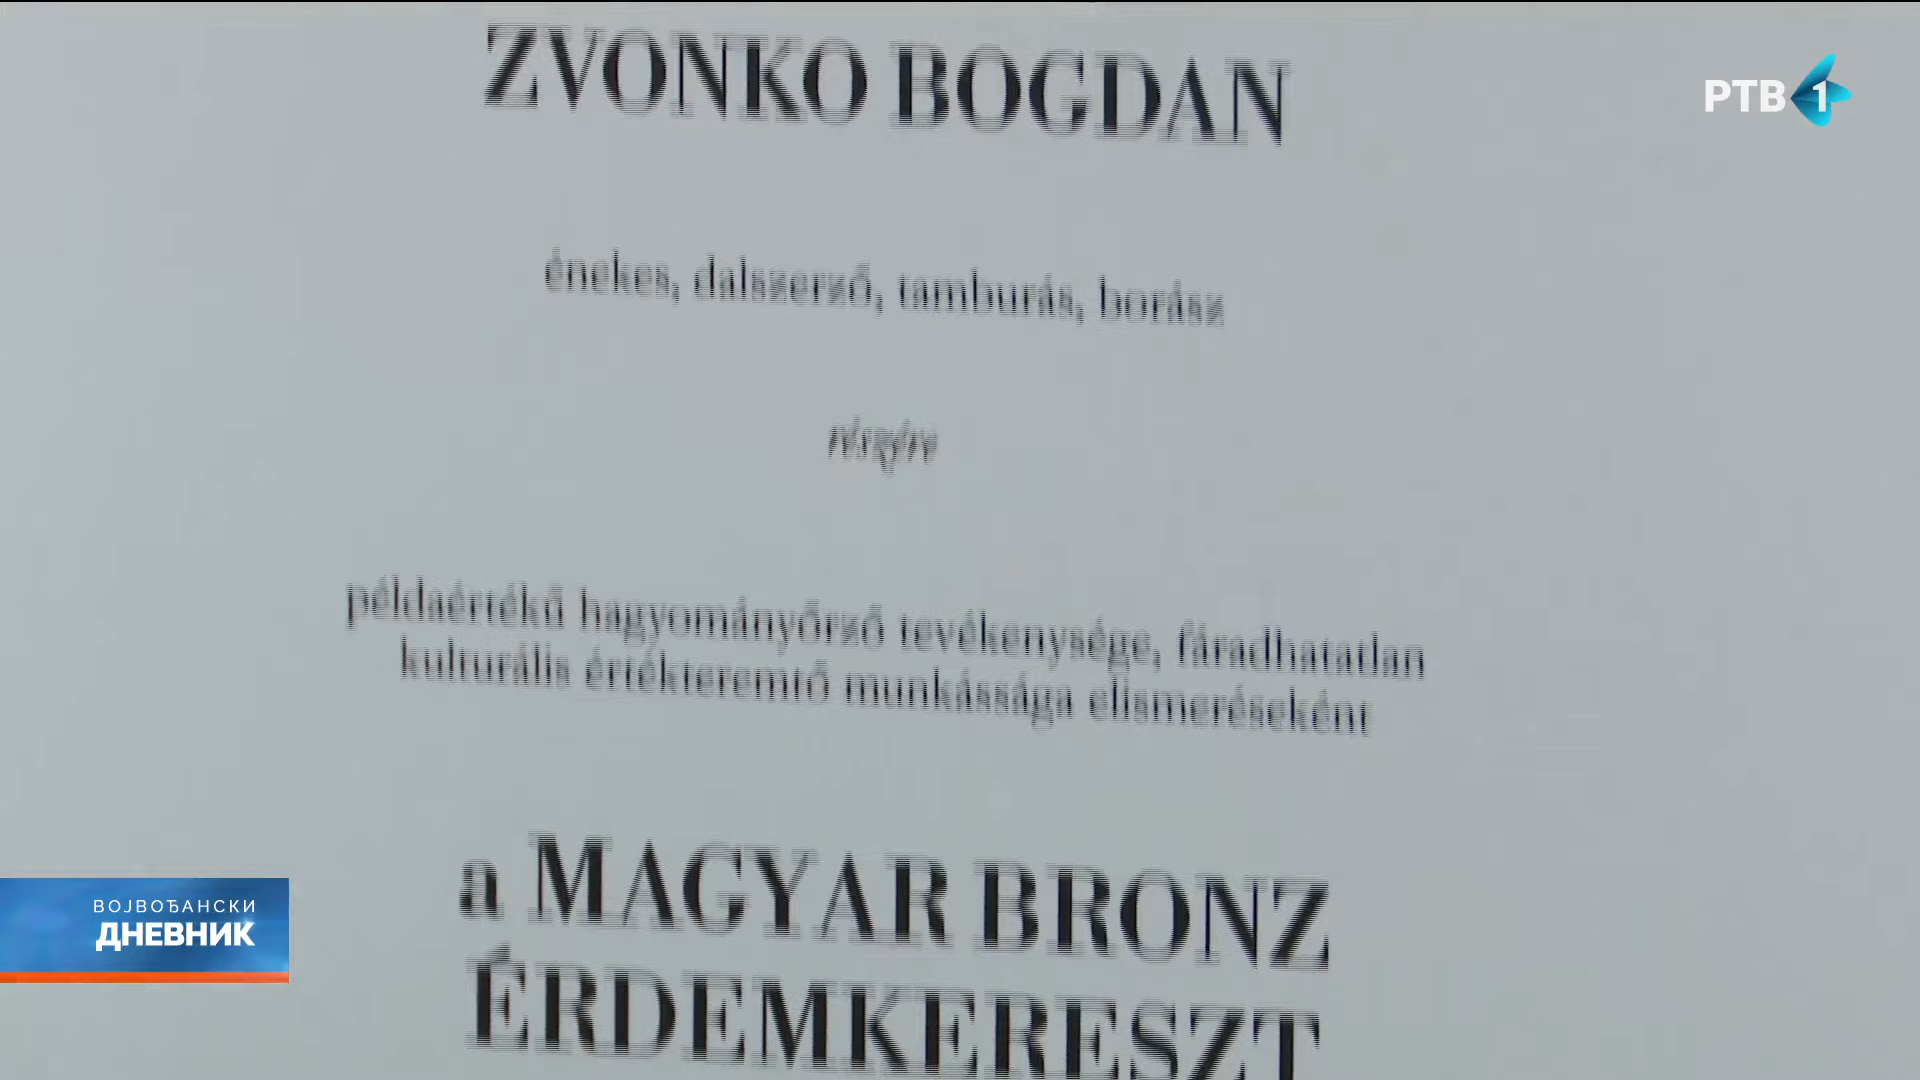 ZVONKO BOGDAN
РТВ 1
énekes, dalszerző, tamburás, borász
részére
példaértékű hagyományőrző tevékenysége, fáradhatatlan
kulturális értékteremtő munkássága elismeréseként
a MAGYAR BRONZ
ÉRDEMKERESZT
ВОЈВОЂАНСКИ
ДНЕВНИК